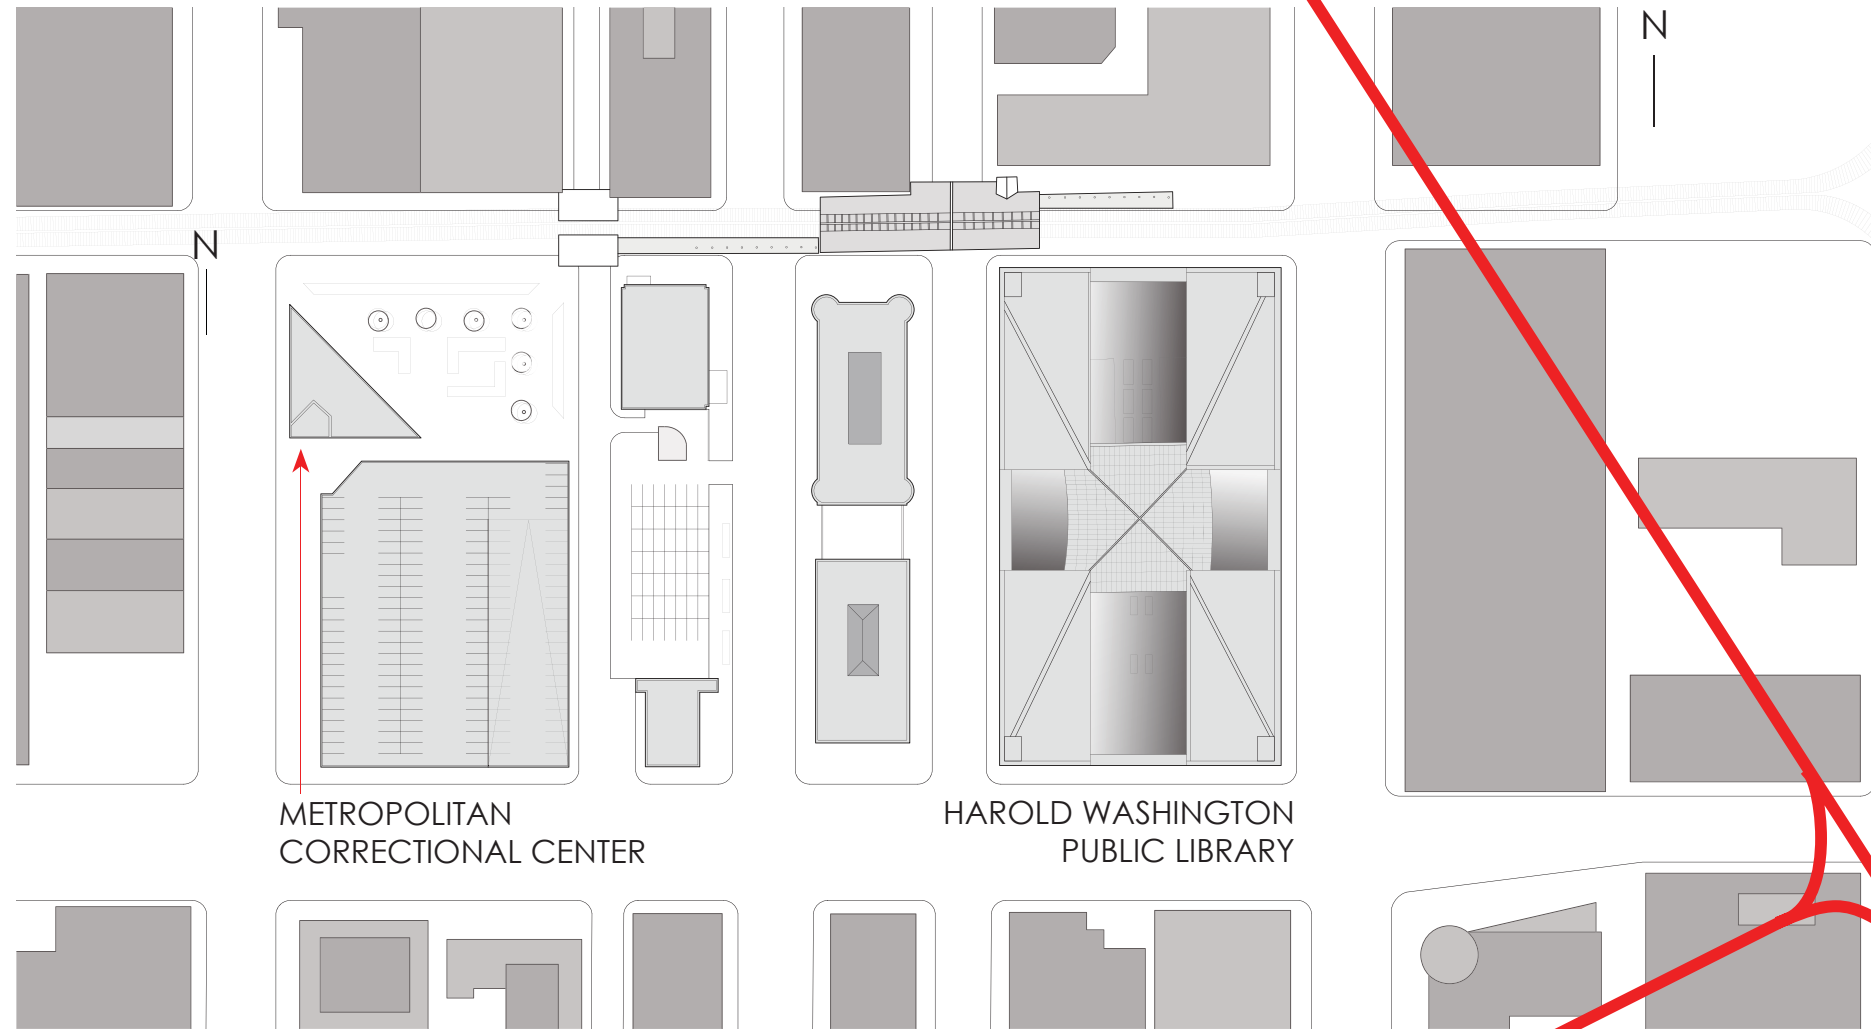 N
N
METROPOLITAN
CORRECTIONAL CENTER
HAROLD WASHINGTON
PUBLIC LIBRARY